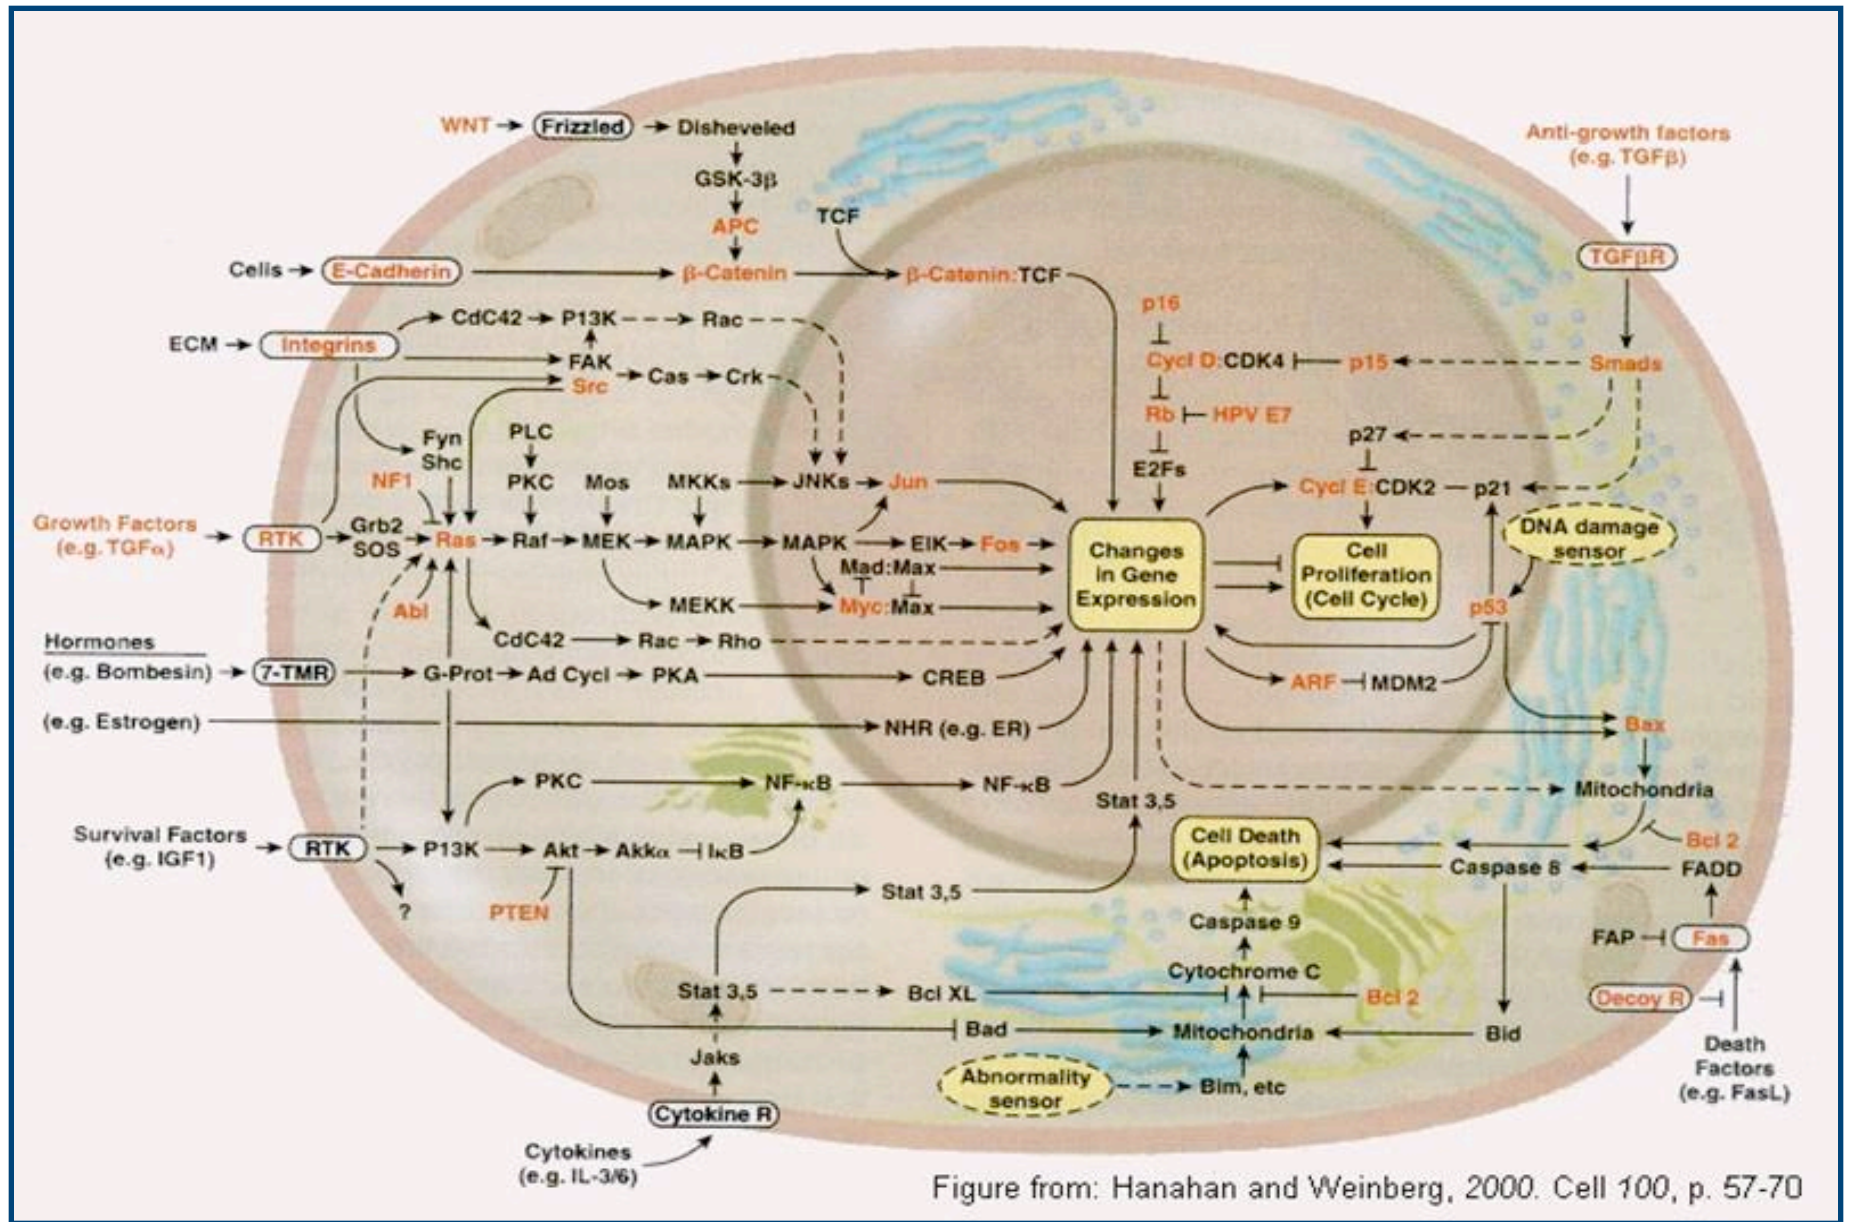 WNT
Frizzled
Disheveled
GSK-3β
APC
TCF
Cells
E-Cadherin
β-Catenin
β-Catenin:TCF
CdC42
P13K
Rac
ECM
Integrins
FAK
Src
Cas
Crk
Fyn
Shc
PLC
NF1
PKC
Mos
MKKs
JNKs
Jun
Growth Factors
(e.g. TGFα)
RTK
Grb2
SOS
Ras
Raf
MEK
MAPK
MAPK
ElK
Fos
Mad:Max
Abl
MEKK
Myc:Max
CdC42
Rac
Rho
Hormones
(e.g. Bombesin)
7-TMR
G-Prot
Ad Cycl
PKA
CREB
(e.g. Estrogen)
NHR (e.g. ER)
PKC
NF-κB
NF-κB
Stat 3,5
Survival Factors
(e.g. IGF1)
RTK
P13K
Akt
Akkα
IκB
?
PTEN
Stat 3,5
Stat 3,5
Bcl XL
Bad
Jaks
Cytokine R
Cytokines
(e.g. IL-3/6)
Anti-growth factors
(e.g. TGFβ)
TGFβR
Smads
p16
Cycl D:CDK4
p15
Rb
HPV E7
E2Fs
p27
Cycl E:CDK2
p21
DNA damage
sensor
Changes
in Gene
Expression
Cell
Proliferation
(Cell Cycle)
p53
ARF
MDM2
Bax
Mitochondria
Bcl 2
Cell Death
(Apoptosis)
Caspase 8
FADD
Caspase 9
FAP
Fas
Cytochrome C
Bcl 2
Decoy R
Mitochondria
Bid
Abnormality
sensor
Bim, etc
Death
Factors
(e.g. FasL)
Figure from: Hanahan and Weinberg, 2000. Cell 100, p. 57-70